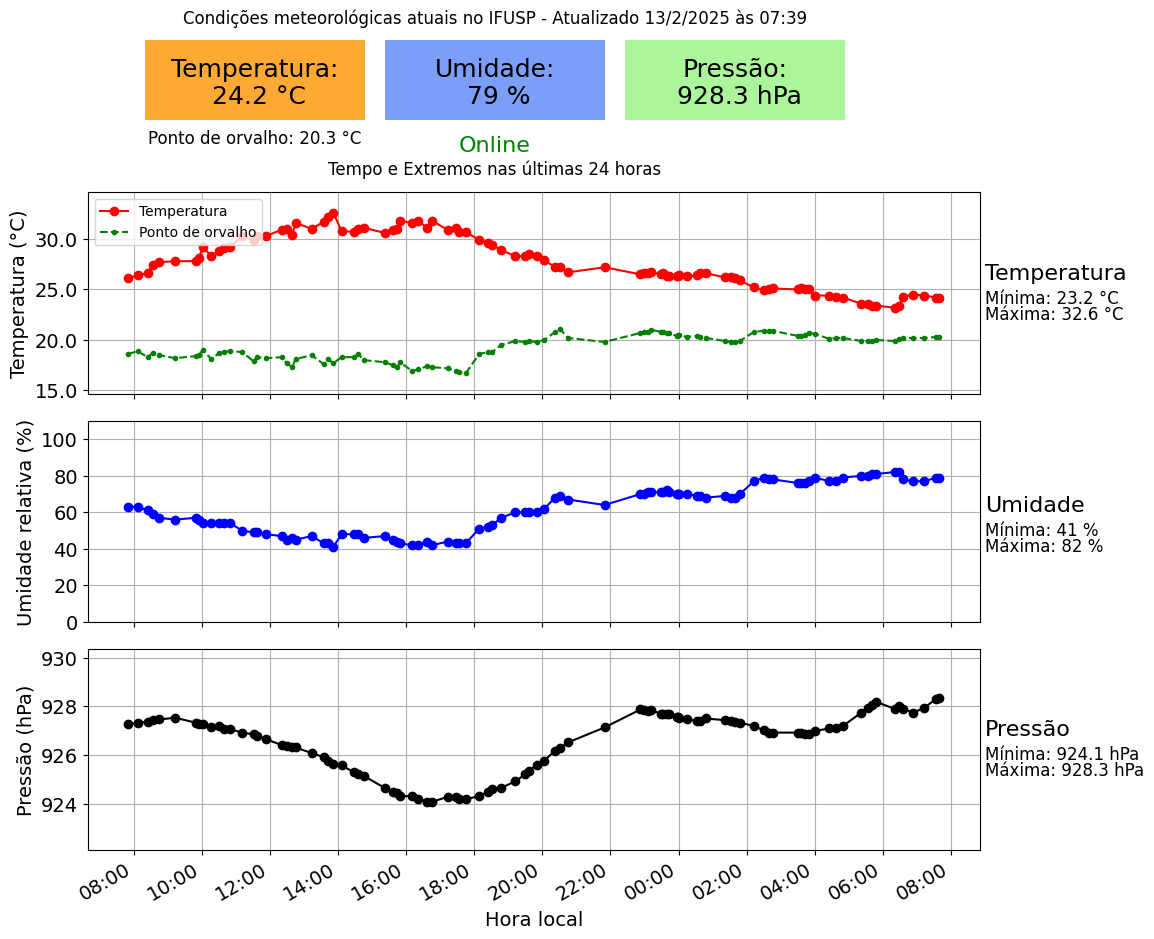 Condições meteorológicas atuais no IFUSP - Atualizado 13/2/2025 às 07:39
Temperatura:
24.2 °C
Umidade:
79 %
Pressão:
928.3 hPa
Ponto de orvalho: 20.3 °C
Online
Tempo e Extremos nas últimas 24 horas
Temperatura (°C)
30.0
25.0
20.0
15.0
Temperatura
Ponto de orvalho
Temperatura
Mínima: 23.2 °C
Máxima: 32.6 °C
Umidade relativa (%)
100
80
60
40
20
0
Umidade
Mínima: 41 %
Máxima: 82 %
Pressão (hPa)
930
928
926
924
Pressão
Mínima: 924.1 hPa
Máxima: 928.3 hPa
08:00 10:00 12:00 14:00 16:00 18:00 20:00 22:00 00:00 02:00 04:00 06:00 08:00
Hora local